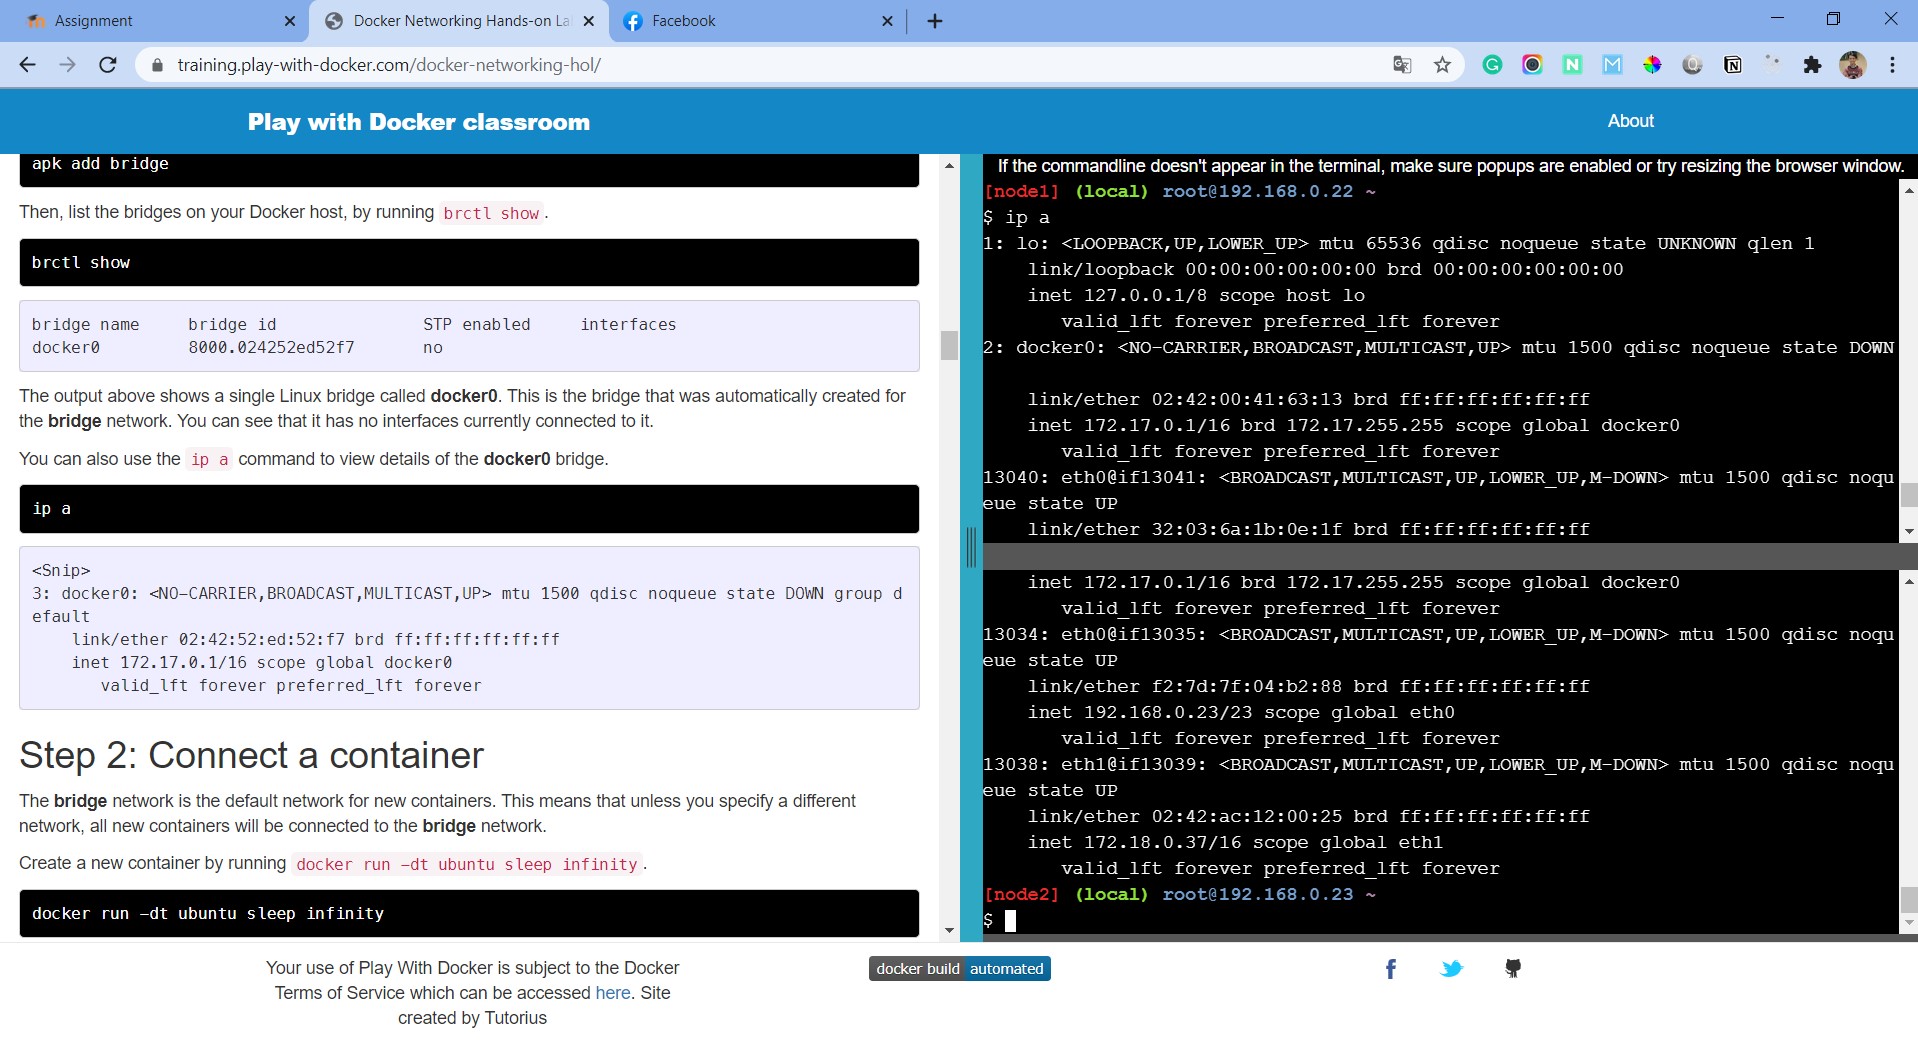 Assignment
Docker Networking Hands-on La
Facebook
training.play-with-docker.com/docker-networking-hol/
Play with Docker classroom
About
apk add bridge
Then, list the bridges on your Docker host, by running brctl show .
brctl show
bridge name     bridge id               STP enabled     interfaces
docker0         8000.024252ed52f7       no
The output above shows a single Linux bridge called docker0. This is the bridge that was automatically created for
the bridge network. You can see that it has no interfaces currently connected to it.
You can also use the ip a command to view details of the docker0 bridge.
ip a
<Snip>
3: docker0: <NO-CARRIER,BROADCAST,MULTICAST,UP> mtu 1500 qdisc noqueue state DOWN group d
efault
    link/ether 02:42:52:ed:52:f7 brd ff:ff:ff:ff:ff:ff
    inet 172.17.0.1/16 scope global docker0
       valid_lft forever preferred_lft forever
Step 2: Connect a container
The bridge network is the default network for new containers. This means that unless you specify a different
network, all new containers will be connected to the bridge network.
Create a new container by running docker run -dt ubuntu sleep infinity .
docker run -dt ubuntu sleep infinity
If the commandline doesn't appear in the terminal, make sure popups are enabled or try resizing the browser window.
[node1] (local) root@192.168.0.22 ~
$ ip a
1: lo: <LOOPBACK,UP,LOWER_UP> mtu 65536 qdisc noqueue state UNKNOWN qlen 1
    link/loopback 00:00:00:00:00:00 brd 00:00:00:00:00:00
    inet 127.0.0.1/8 scope host lo
       valid_lft forever preferred_lft forever
2: docker0: <NO-CARRIER,BROADCAST,MULTICAST,UP> mtu 1500 qdisc noqueue state DOWN
    link/ether 02:42:00:41:63:13 brd ff:ff:ff:ff:ff:ff
    inet 172.17.0.1/16 brd 172.17.255.255 scope global docker0
       valid_lft forever preferred_lft forever
13040: eth0@if13041: <BROADCAST,MULTICAST,UP,LOWER_UP,M-DOWN> mtu 1500 qdisc noqu
eue state UP
    link/ether 32:03:6a:1b:0e:1f brd ff:ff:ff:ff:ff:ff
    inet 172.17.0.1/16 brd 172.17.255.255 scope global docker0
       valid_lft forever preferred_lft forever
13034: eth0@if13035: <BROADCAST,MULTICAST,UP,LOWER_UP,M-DOWN> mtu 1500 qdisc noqu
eue state UP
    link/ether f2:7d:7f:04:b2:88 brd ff:ff:ff:ff:ff:ff
    inet 192.168.0.23/23 scope global eth0
       valid_lft forever preferred_lft forever
13038: eth1@if13039: <BROADCAST,MULTICAST,UP,LOWER_UP,M-DOWN> mtu 1500 qdisc noqu
eue state UP
    link/ether 02:42:ac:12:00:25 brd ff:ff:ff:ff:ff:ff
    inet 172.18.0.37/16 scope global eth1
       valid_lft forever preferred_lft forever
[node2] (local) root@192.168.0.23 ~
$
Your use of Play With Docker is subject to the Docker
Terms of Service which can be accessed here. Site
created by Tutorius
docker build automated